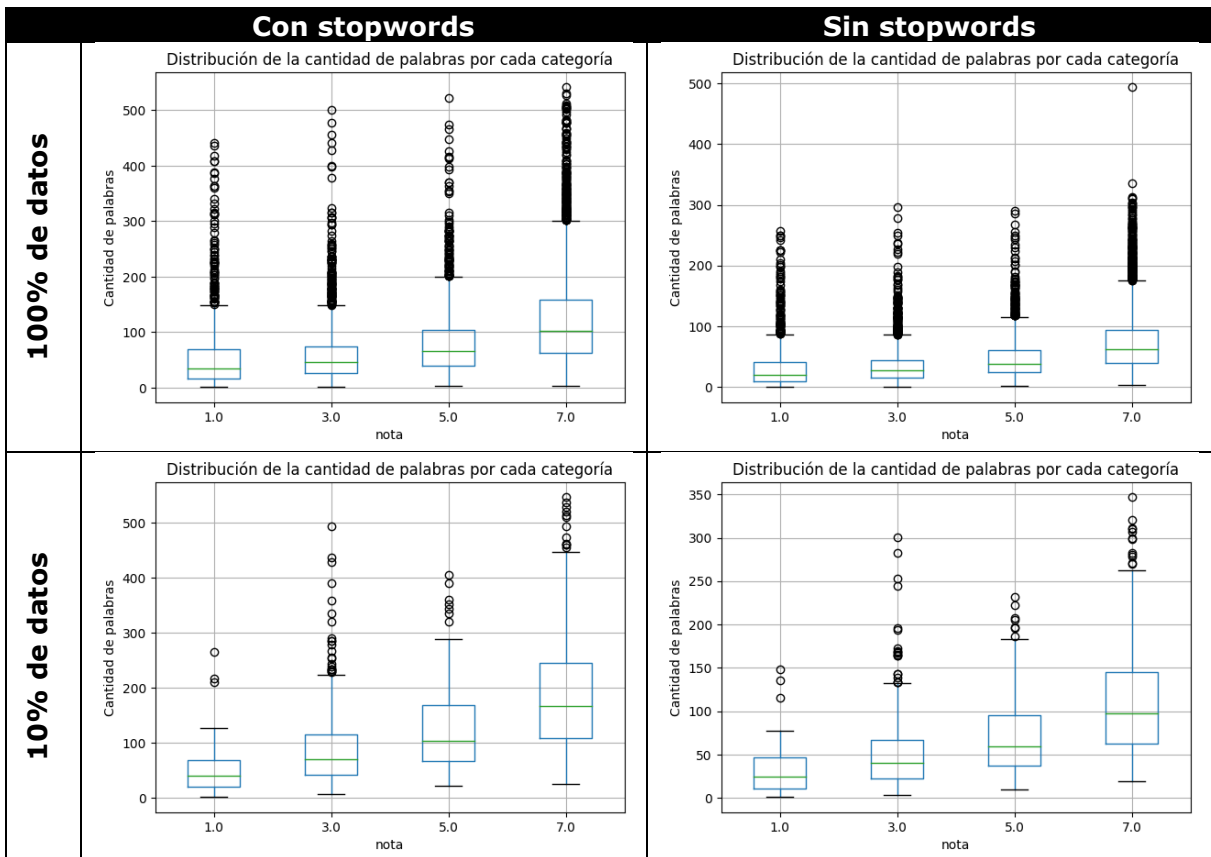 Con stopwords
Sin stopwords
100% de datos
Distribución de la cantidad de palabras por cada categoría
Cantidad de palabras
500
400
300
200
100
0
1.0 3.0 5.0 7.0
nota
Distribución de la cantidad de palabras por cada categoría
Cantidad de palabras
500
400
300
200
100
0
1.0 3.0 5.0 7.0
nota
10% de datos
Distribución de la cantidad de palabras por cada categoría
Cantidad de palabras
500
400
300
200
100
0
1.0 3.0 5.0 7.0
nota
Distribución de la cantidad de palabras por cada categoría
Cantidad de palabras
350
300
250
200
150
100
50
0
1.0 3.0 5.0 7.0
nota